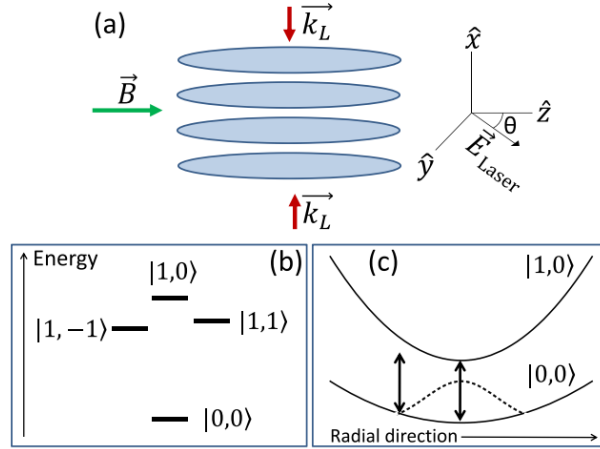 (a)
k_L
x̂
B
ẑ
θ
E_Laser
ŷ
k_L
Energy
(b)
|1,0⟩
|1,−1⟩
|1,1⟩
|0,0⟩
(c)
|1,0⟩
|0,0⟩
Radial direction